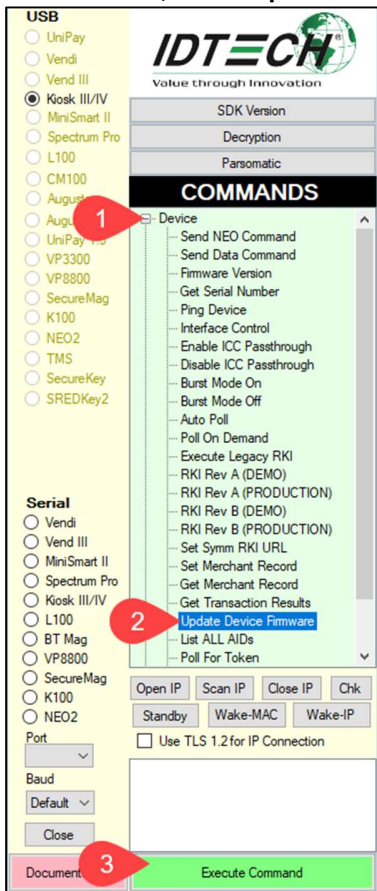 USB
UniPay
Vendi
Vend III
Kiosk III/IV
MiniSmart II
Spectrum Pro
L100
CM100
VP3300
VP8800
SecureMag
K100
NEO2
TMS
SecureKey
SREDKey2
Serial
Vendi
Vend III
MiniSmart II
Spectrum Pro
Kiosk III/IV
L100
BT Mag
VP8800
SecureMag
K100
NEO2
Port
Baud
Default
Close
IDTECH®
Value through Innovation
SDK Version
Decryption
Parsomatic
COMMANDS
1
Device
Send NEO Command
Send Data Command
Firmware Version
Get Serial Number
Ping Device
Interface Control
Enable ICC Passthrough
Disable ICC Passthrough
Burst Mode On
Burst Mode Off
Auto Poll
Poll On Demand
Execute Legacy RKI
RKI Rev A (DEMO)
RKI Rev A (PRODUCTION)
RKI Rev B (DEMO)
RKI Rev B (PRODUCTION)
Set Symm RKI URL
Set Merchant Record
Get Merchant Record
Get Transaction Results
2
Update Device Firmware
List ALL AIDs
Poll For Token
Open IP Scan IP Close IP Chk
Standby Wake-MAC Wake-IP
Use TLS 1.2 for IP Connection
Document 3 Execute Command